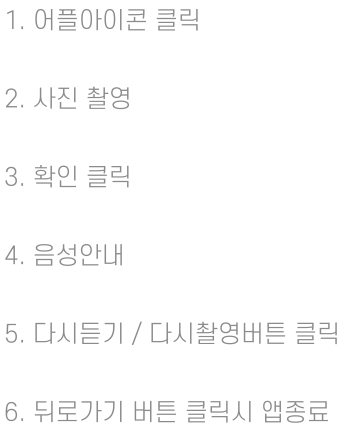 1. 어플아이콘 클릭
2. 사진 촬영
3. 확인 클릭
4. 음성안내
5. 다시듣기 / 다시촬영버튼 클릭
6. 뒤로가기 버튼 클릭시 앱종료